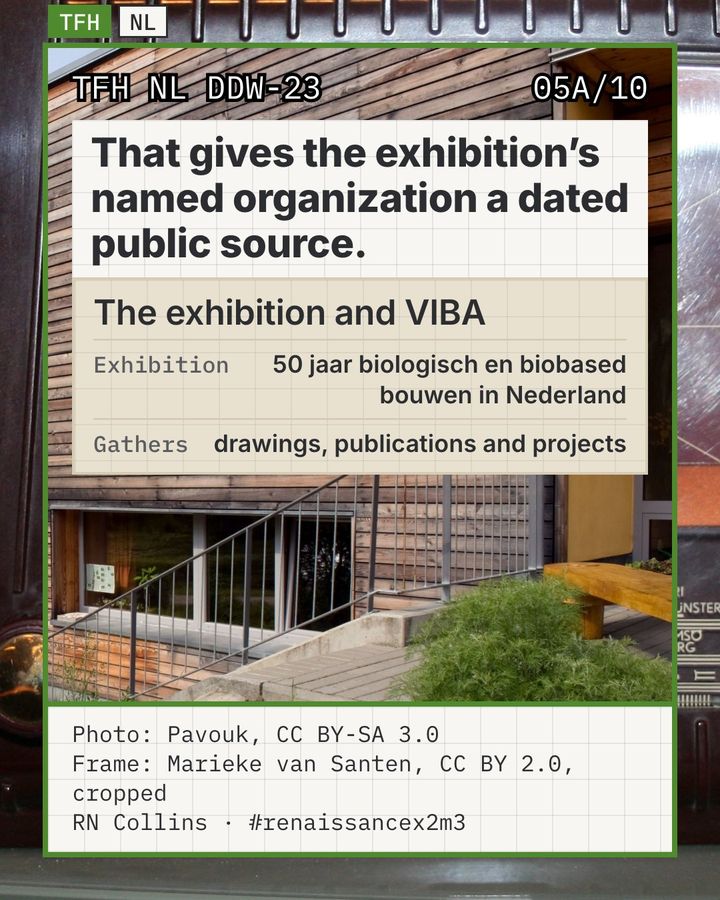 TFH NL
TFH NL DDW-23 05A/10
That gives the exhibition’s
named organization a dated
public source.
The exhibition and VIBA
Exhibition 50 jaar biologisch en biobased
bouwen in Nederland
Gathers drawings, publications and projects
Photo: Pavouk, CC BY-SA 3.0
Frame: Marieke van Santen, CC BY 2.0,
cropped
RN Collins · #renaissancex2m3